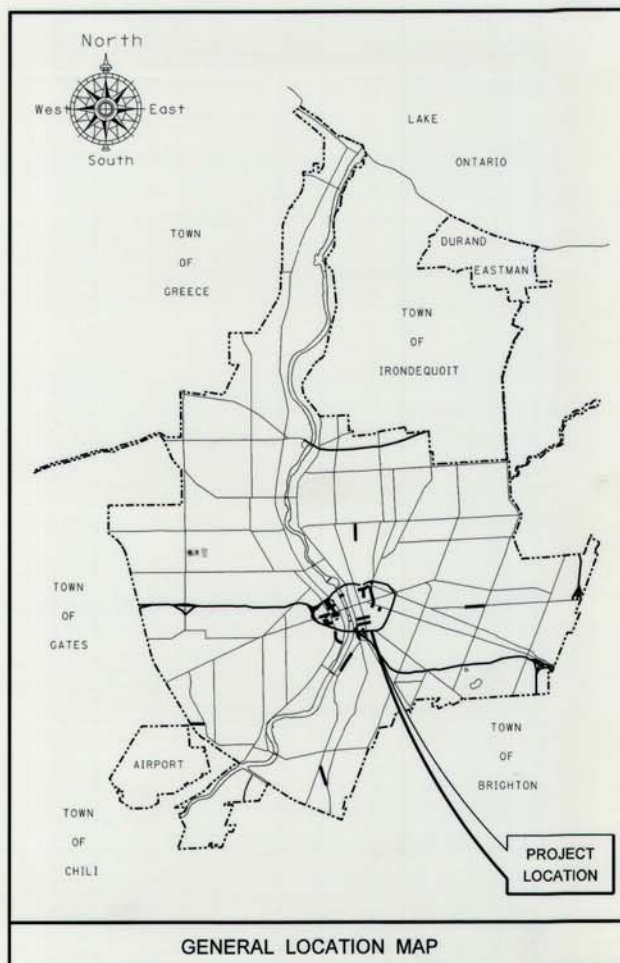 North
West
East
South
LAKE
ONTARIO
DURAND
EASTMAN
TOWN
OF
GREECE
TOWN
OF
IRONDEQUOIT
TOWN
OF
GATES
AIRPORT
TOWN
OF
BRIGHTON
TOWN
OF
CHILI
PROJECT
LOCATION
GENERAL LOCATION MAP